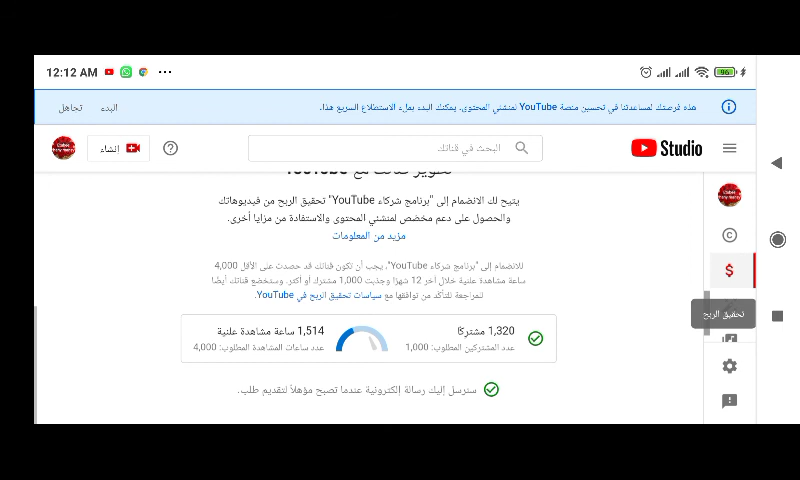 12:12 AM
96
هذه فرصتك لمساعدتنا في تحسين منصة YouTube لمنشئي المحتوى. يمكنك البدء بملء الاستطلاع السريع هذا.
البدء
تجاهل
Studio
البحث في قناتك
إنشاء
يتيح لك الانضمام إلى "برنامج شركاء YouTube" تحقيق الربح من فيديوهاتك
والحصول على دعم مخصّص لمنشئي المحتوى والاستفادة من مزايا أخرى.
مزيد من المعلومات
للانضمام إلى "برنامج شركاء YouTube"، يجب أن تكون قناتك قد حصدت على الأقل 4,000
ساعة مشاهدة علنية خلال آخر 12 شهرًا وجذبت 1,000 مشترك أو أكثر. وستخضع قناتك أيضًا
للمراجعة للتأكّد من توافقها مع سياسات تحقيق الربح في YouTube.
تحقيق الربح
1,320 مشتركًا
عدد المشتركين المطلوب: 1,000
1,514 ساعة مشاهدة علنية
عدد ساعات المشاهدة المطلوب: 4,000
سنرسل إليك رسالة إلكترونية عندما تصبح مؤهلاً لتقديم طلب.